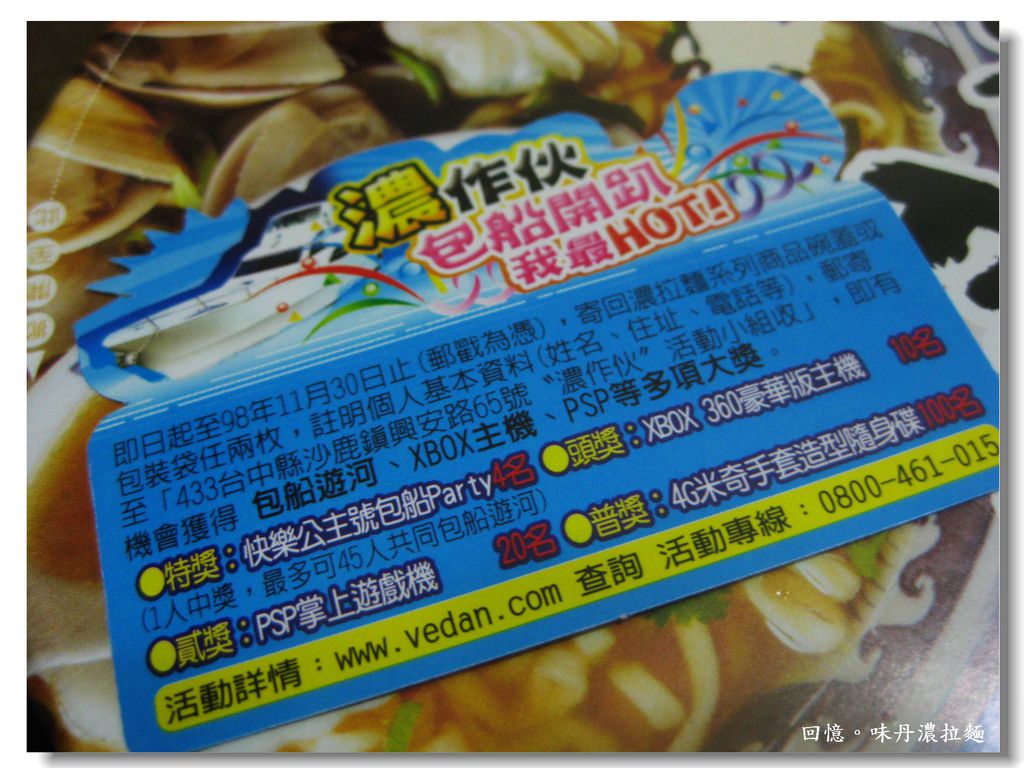 此至開撕
濃作伙
包船開趴
我最HOT!
即日起至98年11月30日止(郵戳為憑)，寄回濃拉麵系列商品碗蓋或
包裝袋任兩枚，註明個人基本資料(姓名、住址、電話等)，郵寄
至「433台中縣沙鹿鎮興安路65號〝濃作伙〞活動小組收」，即有
機會獲得 包船遊河、XBOX主機、PSP等多項大獎。
●特獎：快樂公主號包船Party4名 ●頭獎：XBOX 360豪華版主機 10名
(1人中獎，最多可45人共同包船遊河)
●貳獎：PSP掌上遊戲機 20名 ●普獎：4G米奇手套造型隨身碟100名
活動詳情：www.vedan.com 查詢 活動專線：0800-461-015
回憶。味丹濃拉麵